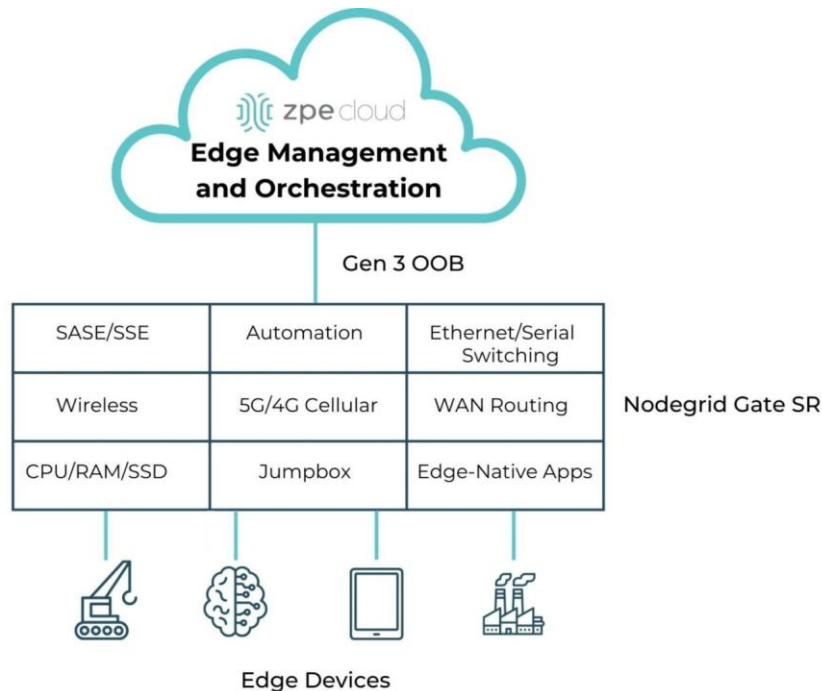 zpe cloud
Edge Management
and Orchestration
Gen 3 OOB
SASE/SSE
Automation
Ethernet/Serial
Switching
Wireless
5G/4G Cellular
WAN Routing
Nodegrid Gate SR
CPU/RAM/SSD
Jumpbox
Edge-Native Apps
Edge Devices